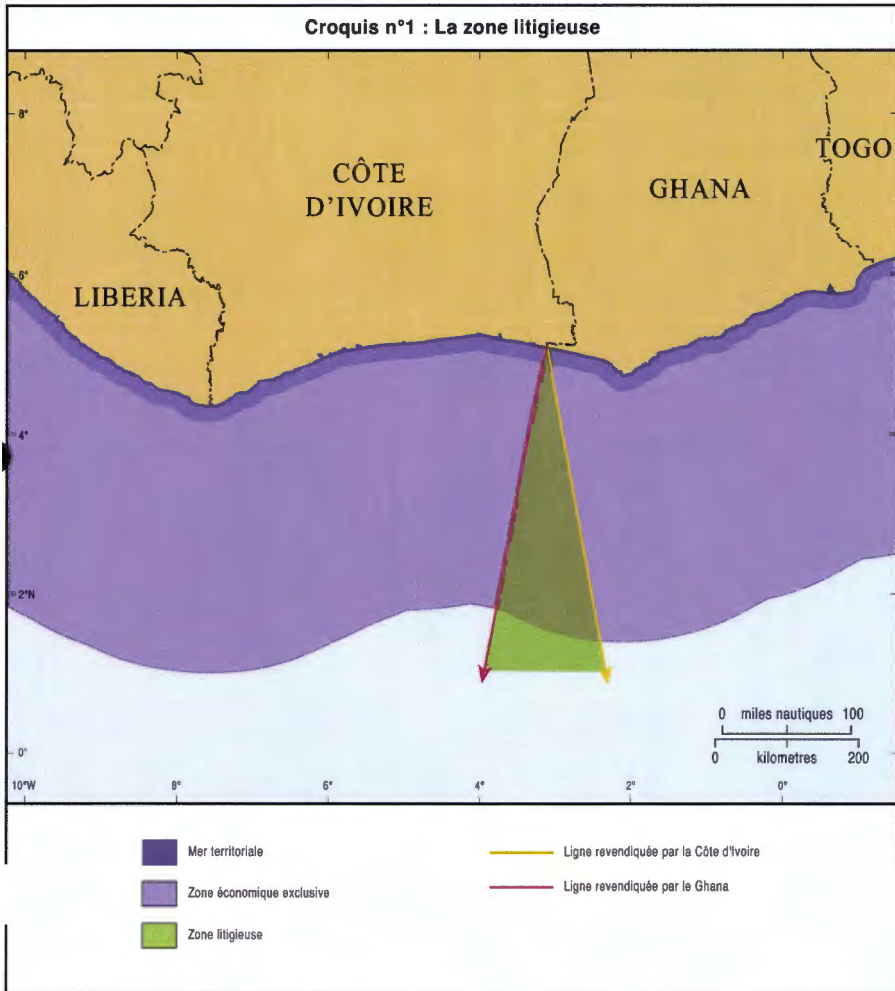 Croquis n°1 : La zone litigieuse
8°
TOGO
CÔTE
D'IVOIRE
GHANA
6°
LIBERIA
4°
2°N
0 miles nautiques 100
0 kilometres 200
0°
10°W 8° 6° 4° 2° 0°
Mer territoriale
Ligne revendiquée par la Côte d'Ivoire
Zone économique exclusive
Ligne revendiquée par le Ghana
Zone litigieuse